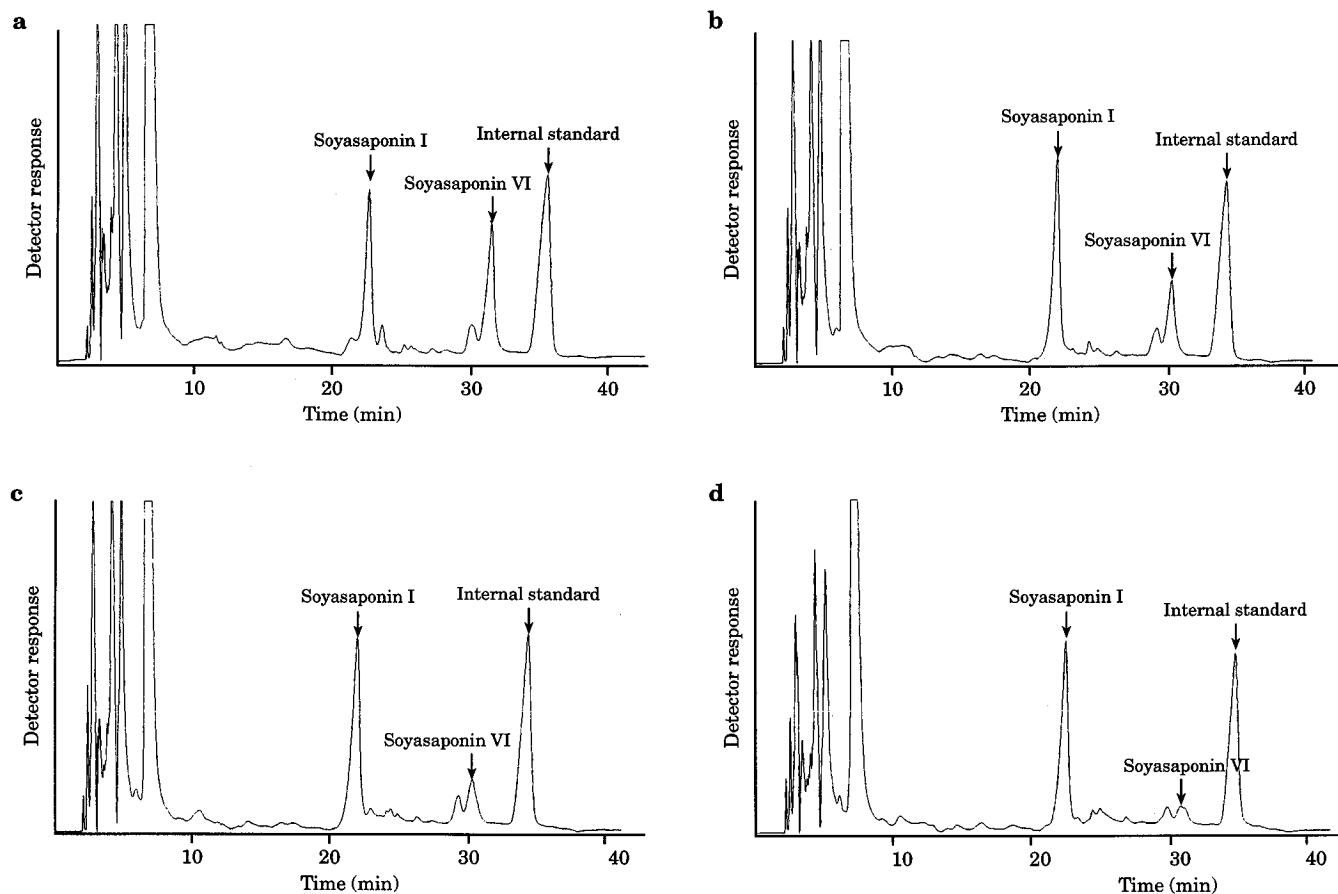 a
Detector response
Soyasaponin I
Soyasaponin VI
Internal standard
10 20 30 40
Time (min)
b
Detector response
Soyasaponin I
Soyasaponin VI
Internal standard
10 20 30 40
Time (min)
c
Detector response
Soyasaponin I
Soyasaponin VI
Internal standard
10 20 30 40
Time (min)
d
Detector response
Soyasaponin I
Soyasaponin VI
Internal standard
10 20 30 40
Time (min)